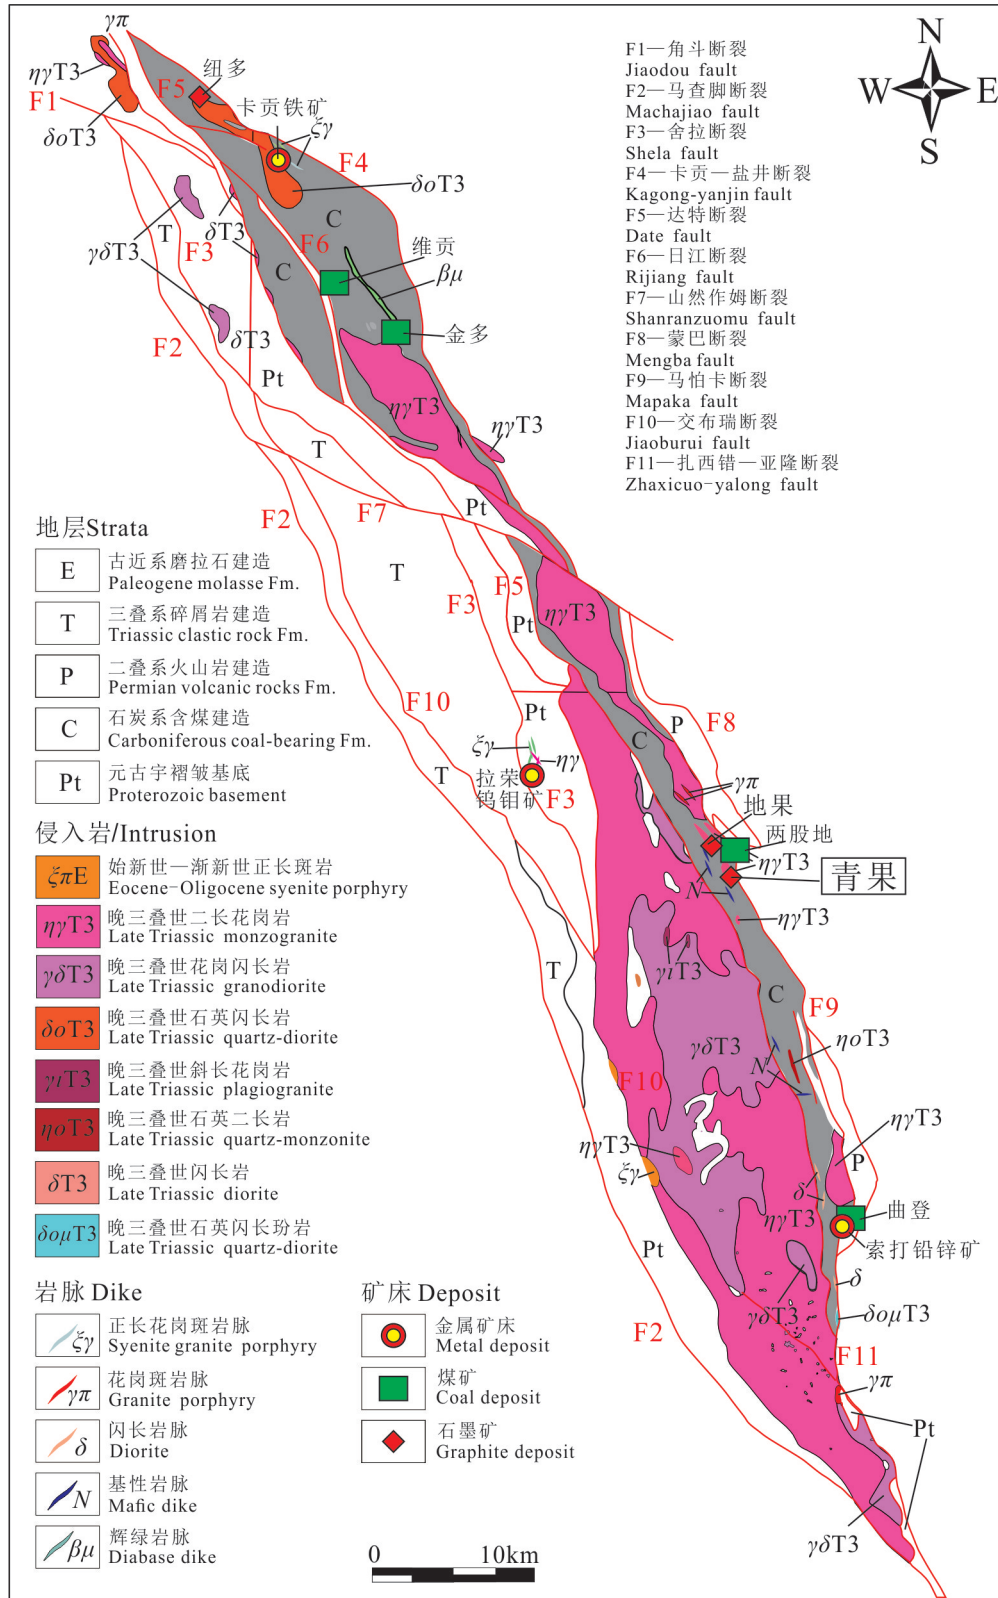 γπ
ηγT3
F1
δoT3
F5
纽多
卡贡铁矿
ξγ
F4
δoT3
C
T
F3
γδT3
δT3
F6
C
维贡
βμ
金多
δT3
F2
Pt
ηγT3
ηγT3
T
F2
F7
Pt
T
F3
F5
Pt
ηγT3
F10
Pt
C
P
F8
ξγ
ηγ
T
拉荣
钨钼矿
F3
γπ
地果
两股地
ηγT3
青果
N
ηγT3
γιT3
T
C
F9
γδT3
N
ηoT3
F10
ηγT3
ηγT3
ξγ
P
δ
ηγT3
曲登
索打铅锌矿
Pt
δ
γδT3
δoμT3
F2
F11
γπ
Pt
γδT3
N
W
E
S
F1—角斗断裂
Jiaodou fault
F2—马查脚断裂
Machajiao fault
F3—舍拉断裂
Shela fault
F4—卡贡—盐井断裂
Kagong-yanjin fault
F5—达特断裂
Date fault
F6—日江断裂
Rijiang fault
F7—山然作姆断裂
Shanranzuomu fault
F8—蒙巴断裂
Mengba fault
F9—马怕卡断裂
Mapaka fault
F10—交布瑞断裂
Jiaoburui fault
F11—扎西错—亚隆断裂
Zhaxicuo-yalong fault
地层Strata
E
古近系磨拉石建造
Paleogene molasse Fm.
T
三叠系碎屑岩建造
Triassic clastic rock Fm.
P
二叠系火山岩建造
Permian volcanic rocks Fm.
C
石炭系含煤建造
Carboniferous coal-bearing Fm.
Pt
元古宇褶皱基底
Proterozoic basement
侵入岩/Intrusion
ξπE
始新世—渐新世正长斑岩
Eocene-Oligocene syenite porphyry
ηγT3
晚三叠世二长花岗岩
Late Triassic monzogranite
γδT3
晚三叠世花岗闪长岩
Late Triassic granodiorite
δoT3
晚三叠世石英闪长岩
Late Triassic quartz-diorite
γιT3
晚三叠世斜长花岗岩
Late Triassic plagiogranite
ηoT3
晚三叠世石英二长岩
Late Triassic quartz-monzonite
δT3
晚三叠世闪长岩
Late Triassic diorite
δoμT3
晚三叠世石英闪长玢岩
Late Triassic quartz-diorite
岩脉 Dike
ξγ
正长花岗斑岩脉
Syenite granite porphyry
γπ
花岗斑岩脉
Granite porphyry
δ
闪长岩脉
Diorite
N
基性岩脉
Mafic dike
βμ
辉绿岩脉
Diabase dike
矿床 Deposit
金属矿床
Metal deposit
煤矿
Coal deposit
石墨矿
Graphite deposit
0
10km